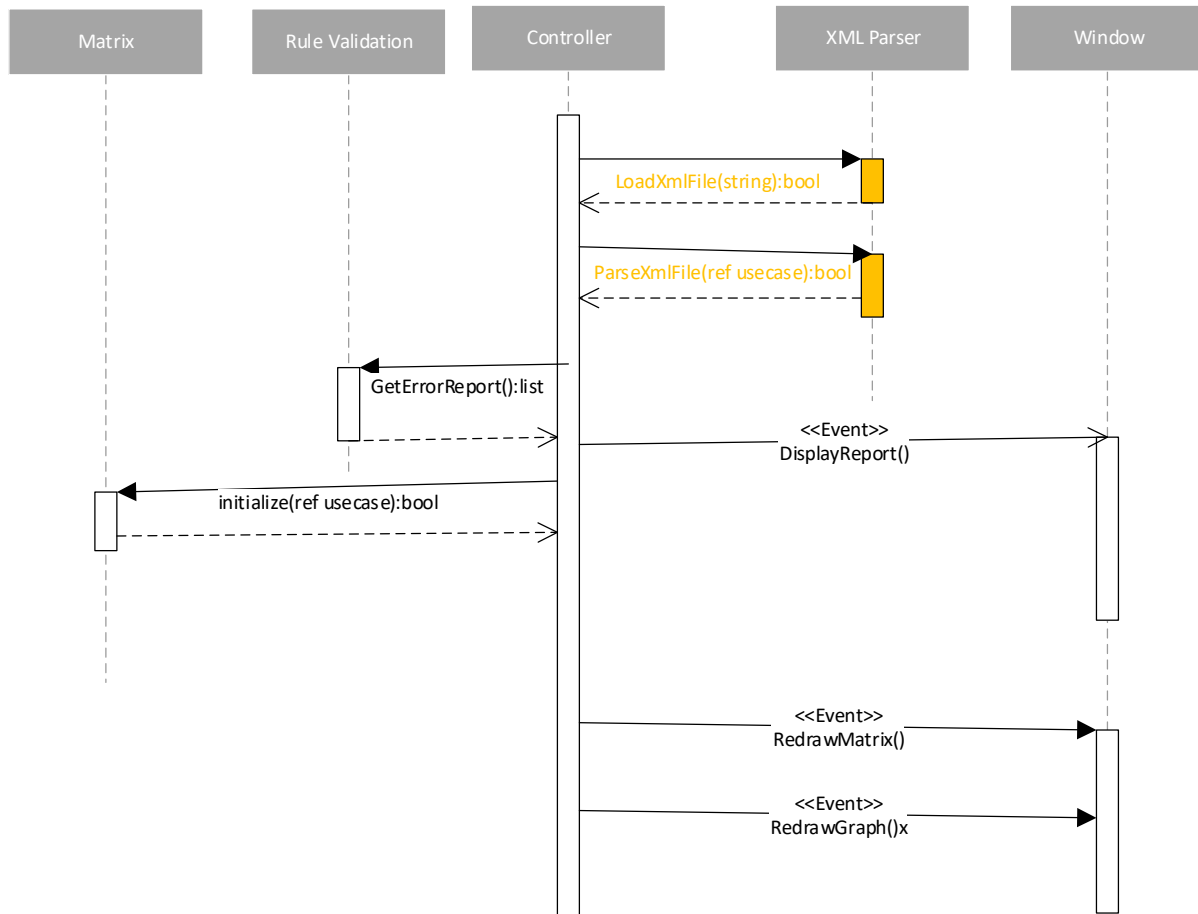 Matrix
Rule Validation
Controller
XML Parser
Window
LoadXmlFile(string):bool
ParseXmlFile(ref usecase):bool
GetErrorReport():list
<<Event>>
DisplayReport()
initialize(ref usecase):bool
<<Event>>
RedrawMatrix()
<<Event>>
RedrawGraph()x